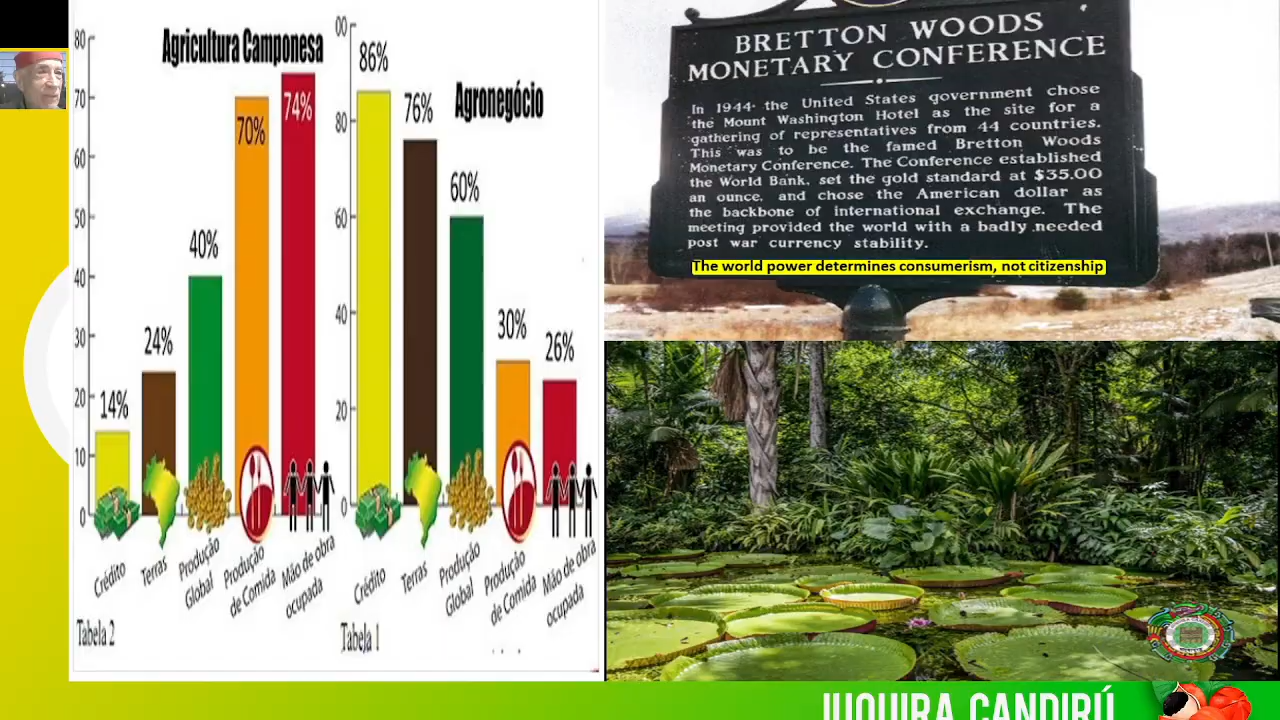 Agricultura Camponesa
80
70
60
50
40
30
20
10
0
14%
24%
40%
70%
74%
Crédito
Terras
Produção
Global
Produção
de Comida
Mão de obra
ocupada
Tabela 2
Agronegócio
00
80
60
40
20
0
86%
76%
60%
30%
26%
Crédito
Terras
Produção
Global
Produção
de Comida
Mão de obra
ocupada
Tabela 1
BRETTON WOODS
MONETARY CONFERENCE
In 1944 the United States government chose
the Mount Washington Hotel as the site for a
gathering of representatives from 44 countries.
This was to be the famed Bretton Woods
Monetary Conference. The Conference established
the World Bank, set the gold standard at $35.00
an ounce, and chose the American dollar as
the backbone of international exchange. The
meeting provided the world with a badly needed
post war currency stability.
The world power determines consumerism, not citizenship
JUQUIRA CANDIRÚ